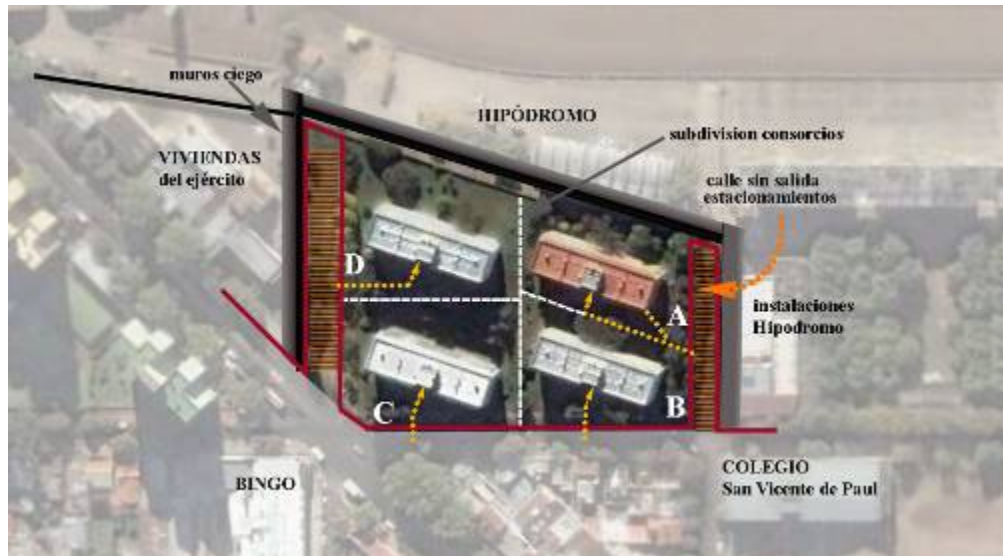 muros ciego
HIPÓDROMO
subdivision consorcios
VIVIENDAS
del ejército
calle sin salida
estacionamientos
D
A
instalaciones
Hipodromo
C
B
BINGO
COLEGIO
San Vicente de Paul